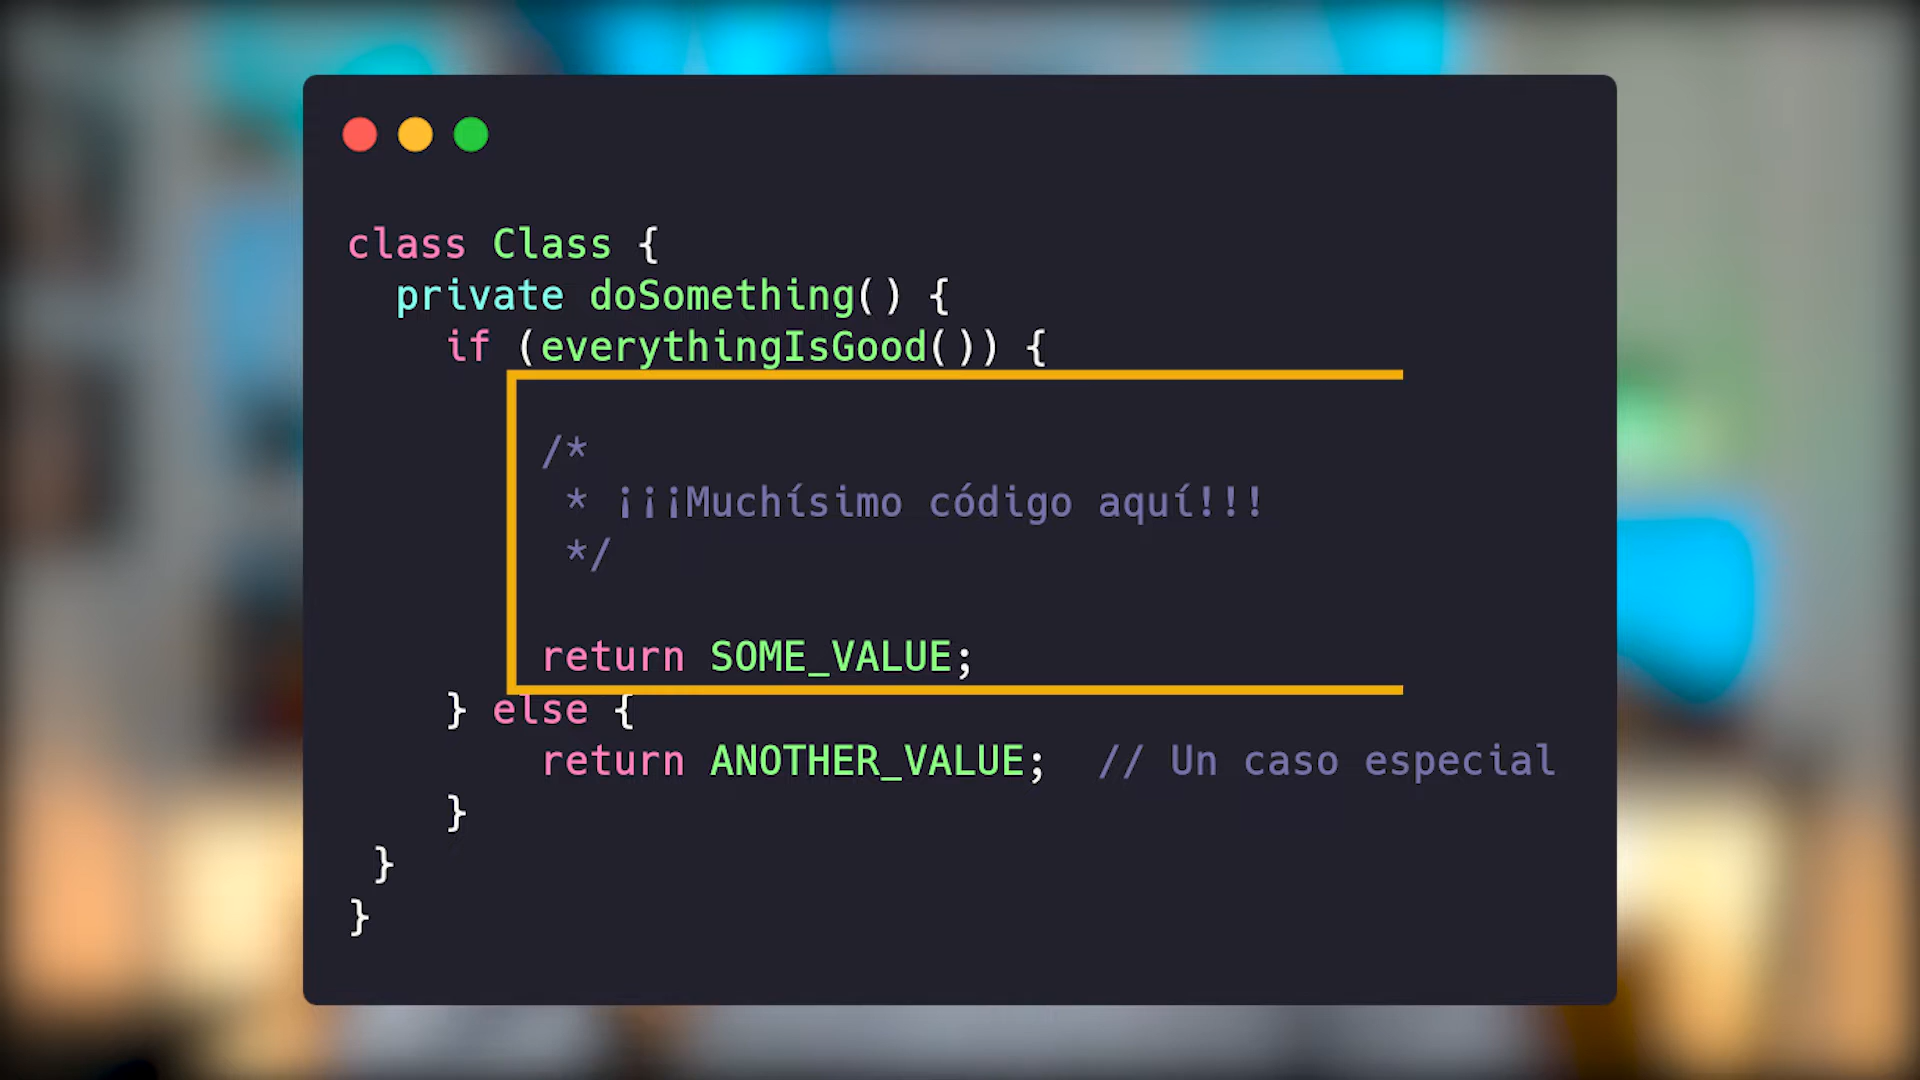 class Class {
private doSomething() {
if (everythingIsGood()) {
/*
* ¡¡¡Muchísimo código aquí!!!
*/
return SOME_VALUE;
} else {
return ANOTHER_VALUE;  // Un caso especial
}
}
}